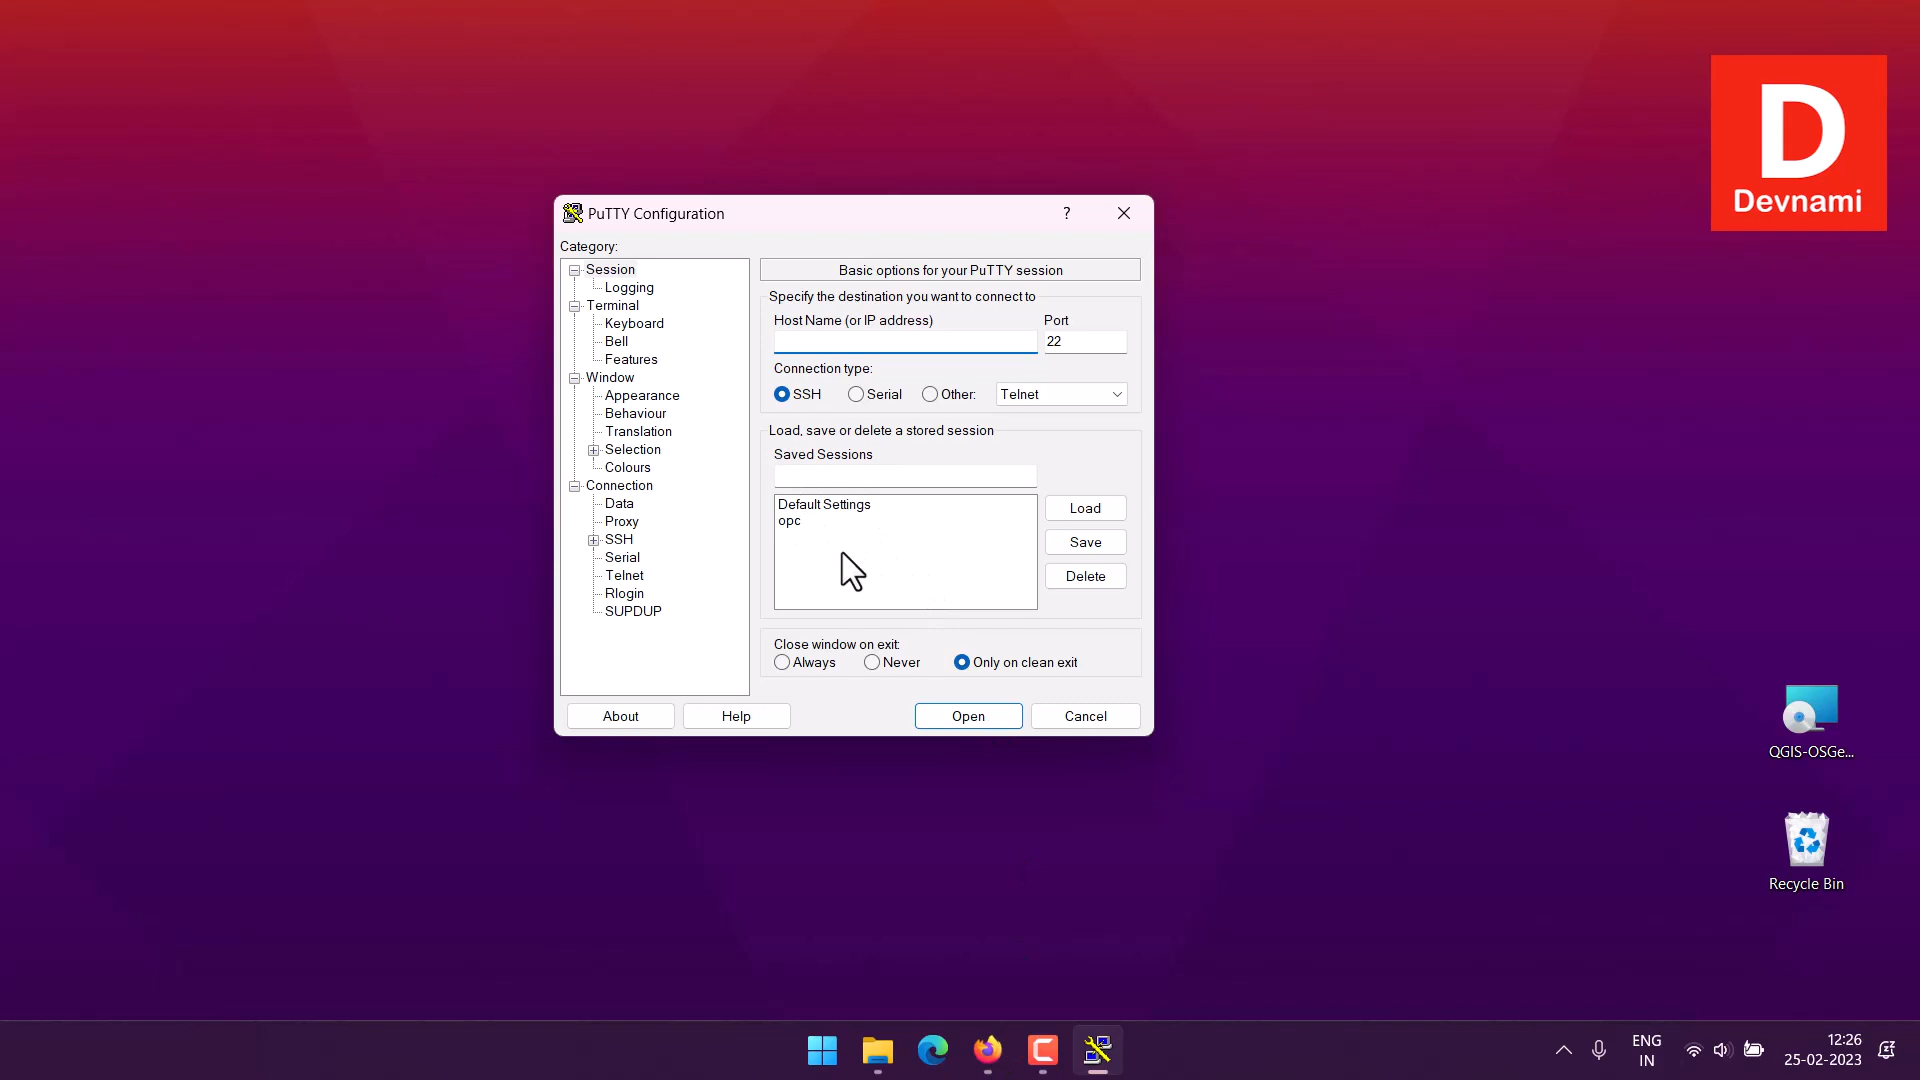 D
Devnami
PuTTY Configuration
?
Category:
Session
Logging
Terminal
Keyboard
Bell
Features
Window
Appearance
Behaviour
Translation
Selection
Colours
Connection
Data
Proxy
SSH
Serial
Telnet
Rlogin
SUPDUP
Basic options for your PuTTY session
Specify the destination you want to connect to
Host Name (or IP address) Port
22
Connection type:
SSH Serial Other: Telnet
Load, save or delete a stored session
Saved Sessions
Default Settings
opc
Load
Save
Delete
Close window on exit:
Always Never Only on clean exit
About Help Open Cancel
QGIS-OSGe...
Recycle Bin
ENG
IN
12:26
25-02-2023